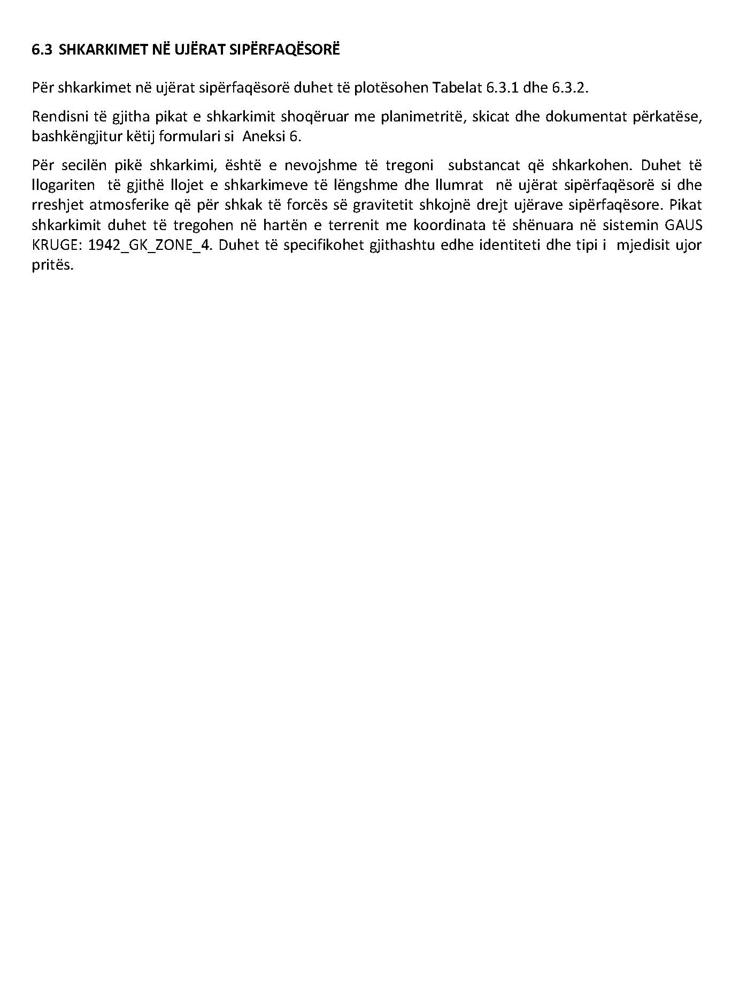 6.3 SHKARKIMET NË UJËRAT SIPËRFAQËSORË
Për shkarkimet në ujërat sipërfaqësorë duhet të plotësohen Tabelat 6.3.1 dhe 6.3.2.
Rendisni të gjitha pikat e shkarkimit shoqëruar me planimetritë, skicat dhe dokumentat përkatëse,
bashkëngjitur këtij formulari si Aneksi 6.
Për secilën pikë shkarkimi, është e nevojshme të tregoni substancat që shkarkohen. Duhet të
llogariten të gjithë llojet e shkarkimeve të lëngshme dhe llumrat në ujërat sipërfaqësorë si dhe
rreshjet atmosferike që për shkak të forcës së gravitetit shkojnë drejt ujërave sipërfaqësore. Pikat
shkarkimit duhet të tregohen në hartën e terrenit me koordinata të shënuara në sistemin GAUS
KRUGE: 1942_GK_ZONE_4. Duhet të specifikohet gjithashtu edhe identiteti dhe tipi i mjedisit ujor
pritës.